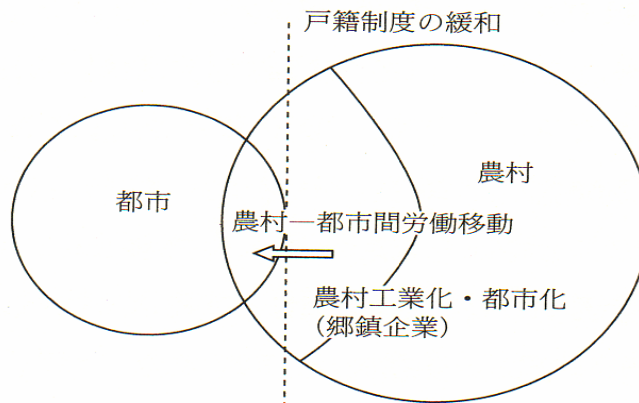 戸籍制度の緩和
都市
農村
農村―都市間労働移動
農村工業化・都市化
(郷鎮企業)